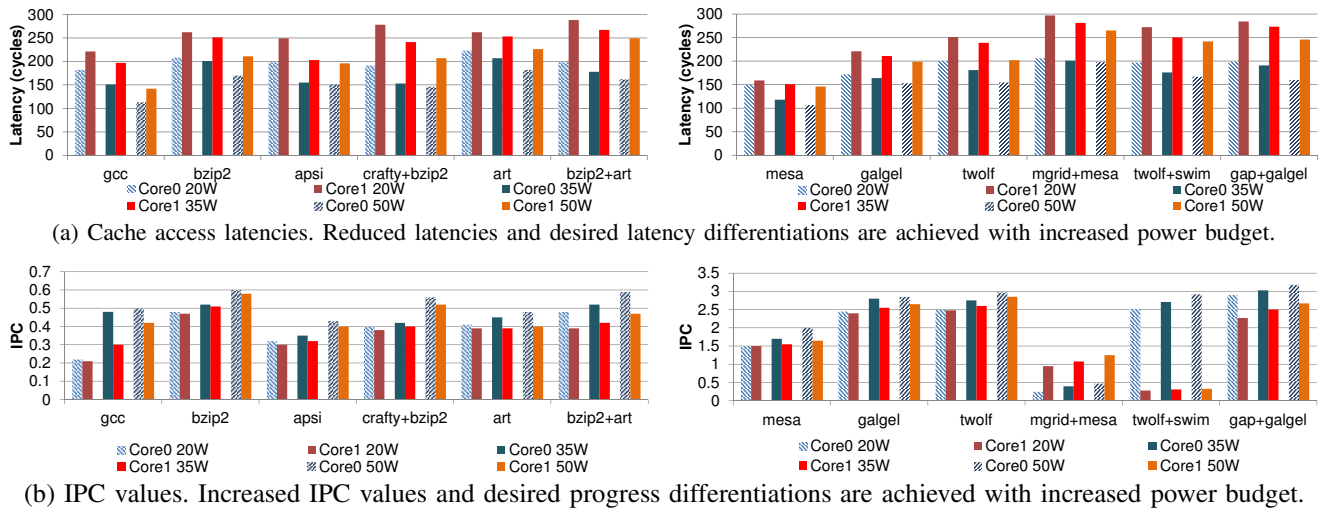 300
250
200
150
100
50
0
Latency (cycles)
gcc bzip2 apsi crafty+bzip2 art bzip2+art
Core0 20W Core1 20W Core0 35W
Core1 35W Core0 50W Core1 50W
300
250
200
150
100
50
0
Latency (cycles)
mesa galgel twolf mgrid+mesa twolf+swim gap+galgel
Core0 20W Core1 20W Core0 35W
Core1 35W Core0 50W Core1 50W
(a) Cache access latencies. Reduced latencies and desired latency differentiations are achieved with increased power budget.
0.7
0.6
0.5
0.4
0.3
0.2
0.1
0
IPC
gcc bzip2 apsi crafty+bzip2 art bzip2+art
Core0 20W Core1 20W Core0 35W
Core1 35W Core0 50W Core1 50W
3.5
3
2.5
2
1.5
1
0.5
0
IPC
mesa galgel twolf mgrid+mesa twolf+swim gap+galgel
Core0 20W Core1 20W Core0 35W
Core1 35W Core0 50W Core1 50W
(b) IPC values. Increased IPC values and desired progress differentiations are achieved with increased power budget.